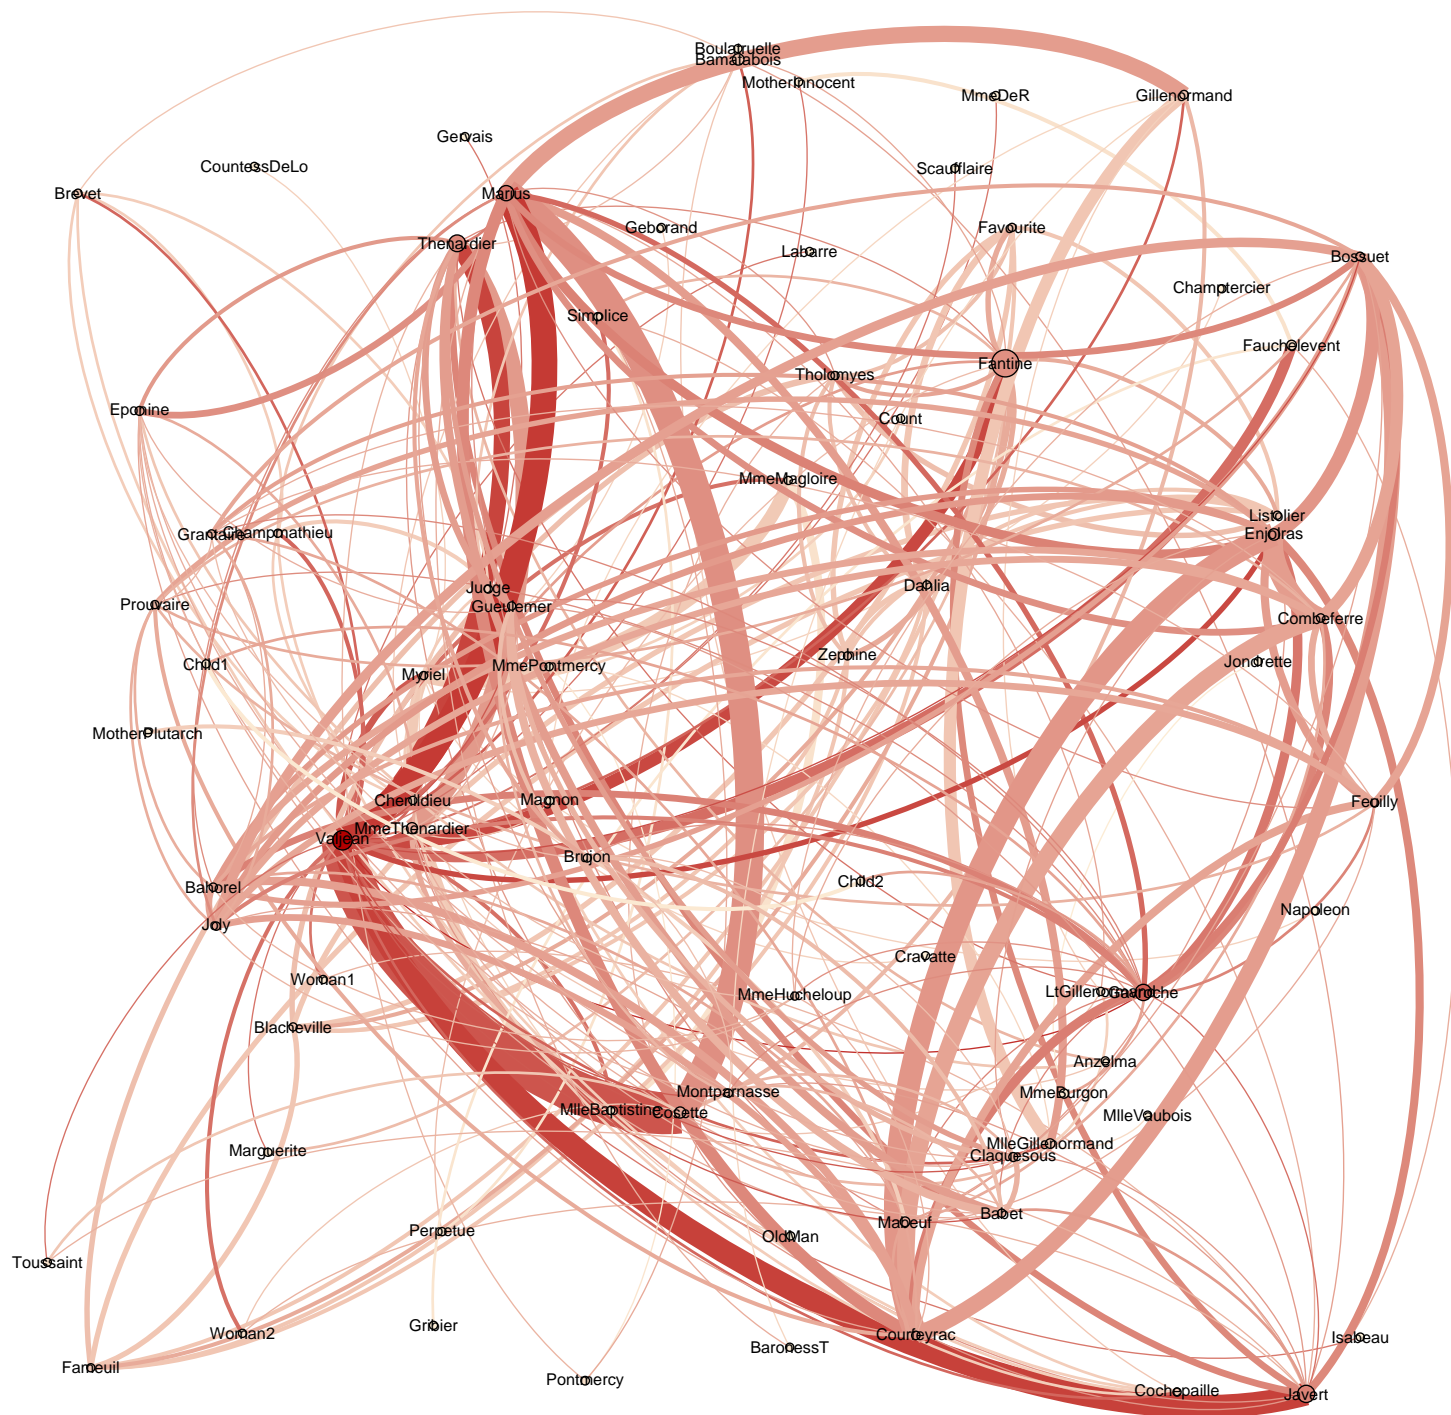 Boulatruelle
Bamatabois
MotherInnocent
MmeDeR
Gillenormand
Gervais
CountessDeLo
Scaufflaire
Brevet
Marius
Geborand
Favourite
Thenardier
Labarre
Bossuet
Champtercier
Simplice
Fauchelevent
Fantine
Tholomyes
Eponine
Count
MmeMagloire
Listolier
Grantaire
Champmathieu
Enjolras
Judge
Dahlia
Prouvaire
Gueulemer
Combeferre
Child1
MmePontmercy
Zephine
Jondrette
Myriel
MotherPlutarch
Chenildieu
Magnon
Feuilly
MmeThenardier
Valjean
Brujon
Bahorel
Child2
Joly
Napoleon
Cravatte
Woman1
MmeHucheloup
LtGillenormand
Gavroche
Blacheville
Anzelma
Montparnasse
MmeBurgon
MlleBaptistine
Cosette
MlleVaubois
Marguerite
MlleGillenormand
Claquesous
Babet
Mabeuf
Perpetue
OldMan
Toussaint
Gribier
Woman2
Courfeyrac
Isabeau
BaronessT
Fameuil
Pontmercy
Cochepaille
Javert